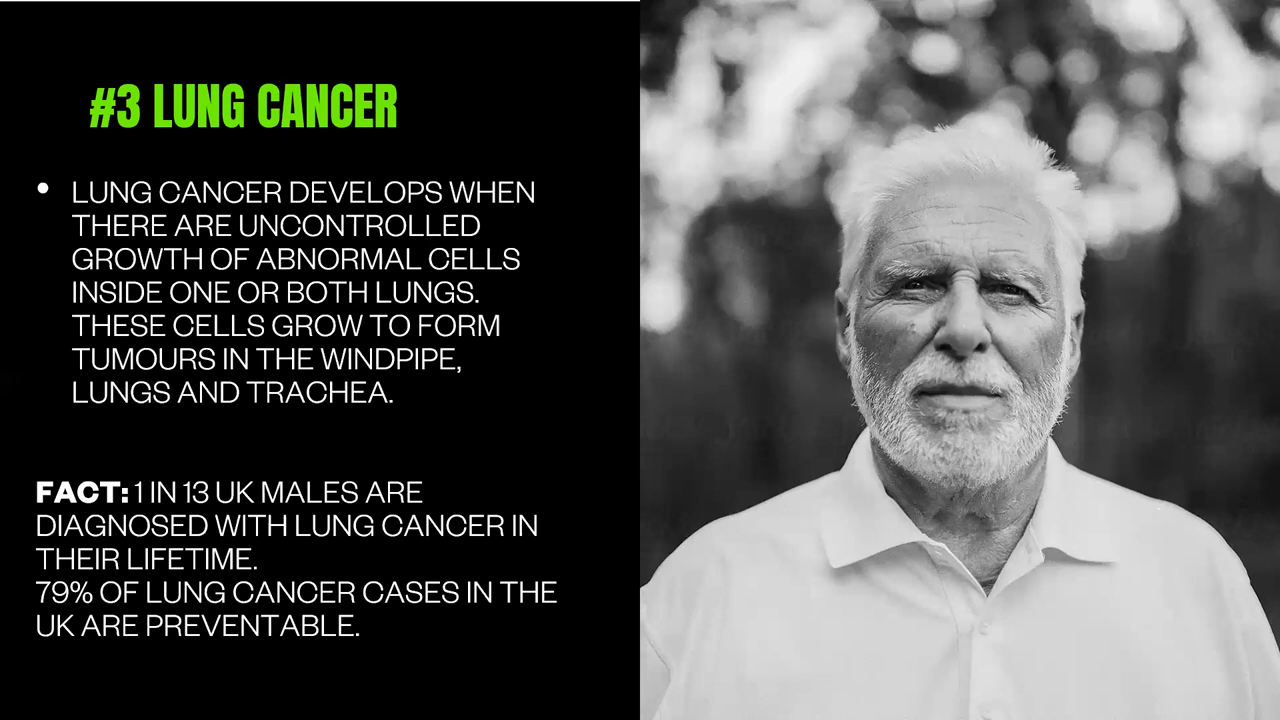 #3 LUNG CANCER
• LUNG CANCER DEVELOPS WHEN
THERE ARE UNCONTROLLED
GROWTH OF ABNORMAL CELLS
INSIDE ONE OR BOTH LUNGS.
THESE CELLS GROW TO FORM
TUMOURS IN THE WINDPIPE,
LUNGS AND TRACHEA.
FACT: 1 IN 13 UK MALES ARE
DIAGNOSED WITH LUNG CANCER IN
THEIR LIFETIME.
79% OF LUNG CANCER CASES IN THE
UK ARE PREVENTABLE.